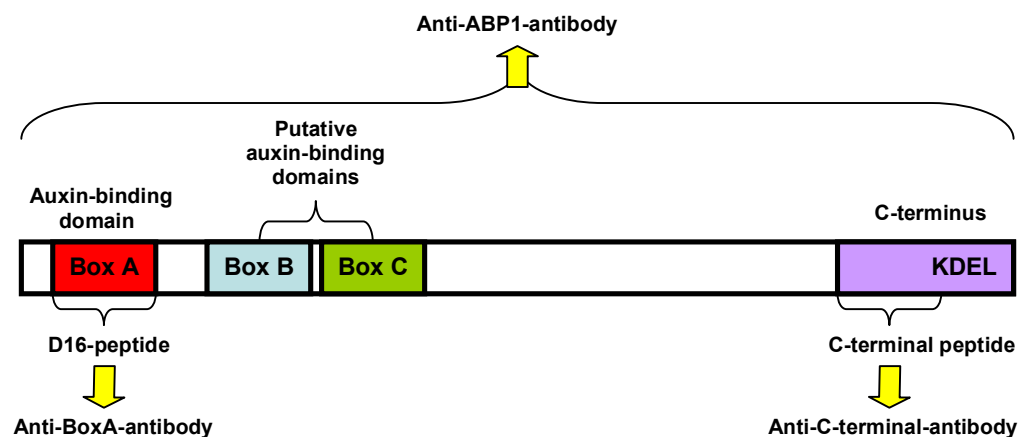 Anti-ABP1-antibody
Putative
auxin-binding
domains
Auxin-binding
domain
C-terminus
Box A
Box B
Box C
KDEL
D16-peptide
C-terminal peptide
Anti-BoxA-antibody
Anti-C-terminal-antibody